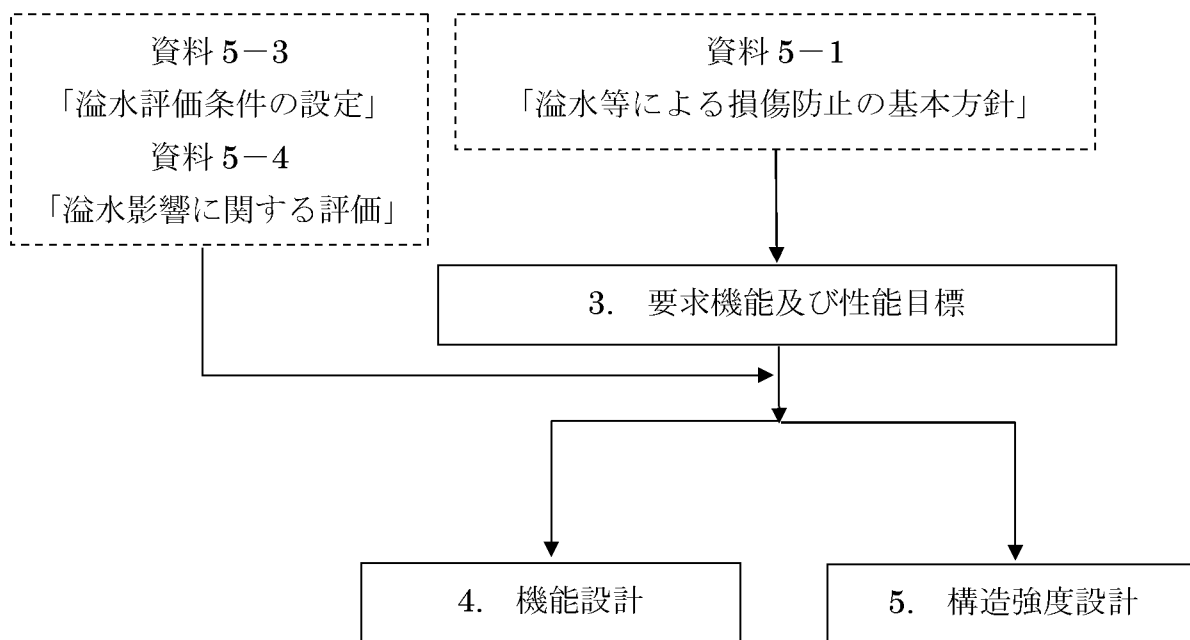 資料 5－3
「溢水評価条件の設定」
資料 5－4
「溢水影響に関する評価」
資料 5－1
「溢水等による損傷防止の基本方針」
3.　要求機能及び性能目標
4.　機能設計
5.　構造強度設計